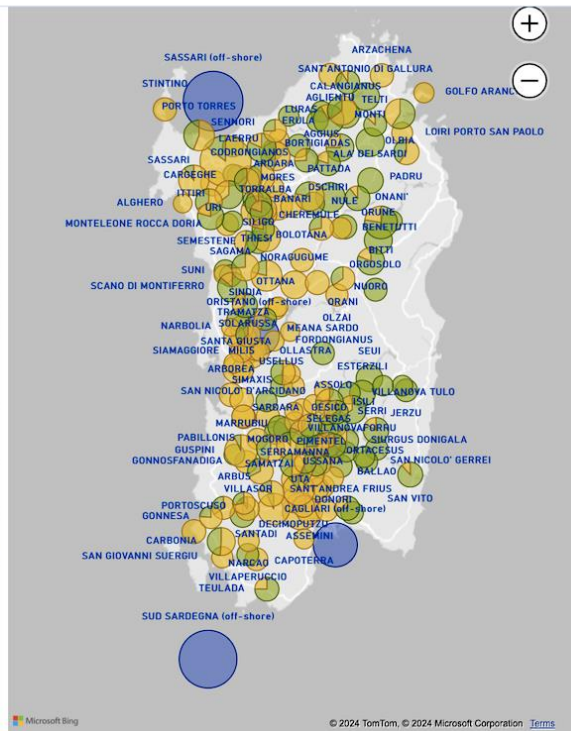 ARZACHENA
SASSARI (off-shore)
SANT'ANTONIO DI GALLURA
STINTINO
CALANGIANUS
GOLFO ARANC
AGLIENTU
TELTI
PORTO TORRES
LURAS
MONTI
SENNORI
ERULA
LOIRI PORTO SAN PAOLO
AGGIUS
LAERRU
BORTIGIADAS
OLBIA
CODRONGIANOS
ALA DEI SARDI
SASSARI
ARDARA
PATTADA
CARGEGHE
MORES
PADRU
TORRALBA
OSCHIRI
ITTIRI
BANARI
NULE
ONANI'
ALGHERO
URI
CHEREMULE
ORUNE
MONTELEONE ROCCA DORIA
SILIGO
BENETUTTI
SEMESTENE
THIESI
BOLOTANA
SAGAMA
BITTI
NORAGUGUME
ORGOSOLO
SUNI
OTTANA
SCANO DI MONTIFERRO
NUORO
SINDIA
ORISTANO (off-shore)
ORANI
TRAMATZA
OLZAI
NARBOLIA
SOLARUSSA
MEANA SARDO
SANTA GIUSTA
FORDONGIANUS
SIAMAGGIORE
MILIS
OLLASTRA
SEUI
ARBOREA
USELLUS
ESTERZILI
SIMAXIS
ASSOLO
SAN NICOLO' D'ARCIDANO
VILLANOVA TULO
ISILI
SARDARA
GESICO
SERRI
JERZU
MARRUBIU
SELEGAS
VILLANOVAFORRU
PABILLONIS
MOGORO
PIMENTEL
SIURGUS DONIGALA
GUSPINI
SERRAMANNA
ORTACESUS
GONNOSFANADIGA
SAMATZAI
USSANA
SAN NICOLO' GERREI
BALLAO
ARBUS
UTA
VILLASOR
SANT'ANDREA FRIUS
SAN VITO
DONORI
PORTOSCUSO
CAGLIARI (off-shore)
GONNESA
DECIMOPUTZU
SANTADI
ASSEMINI
CARBONIA
SAN GIOVANNI SUERGIU
NARCAO
CAPOTERRA
VILLAPERUCCIO
TEULADA
SUD SARDEGNA (off-shore)
Microsoft Bing
© 2024 TomTom, © 2024 Microsoft Corporation Terms